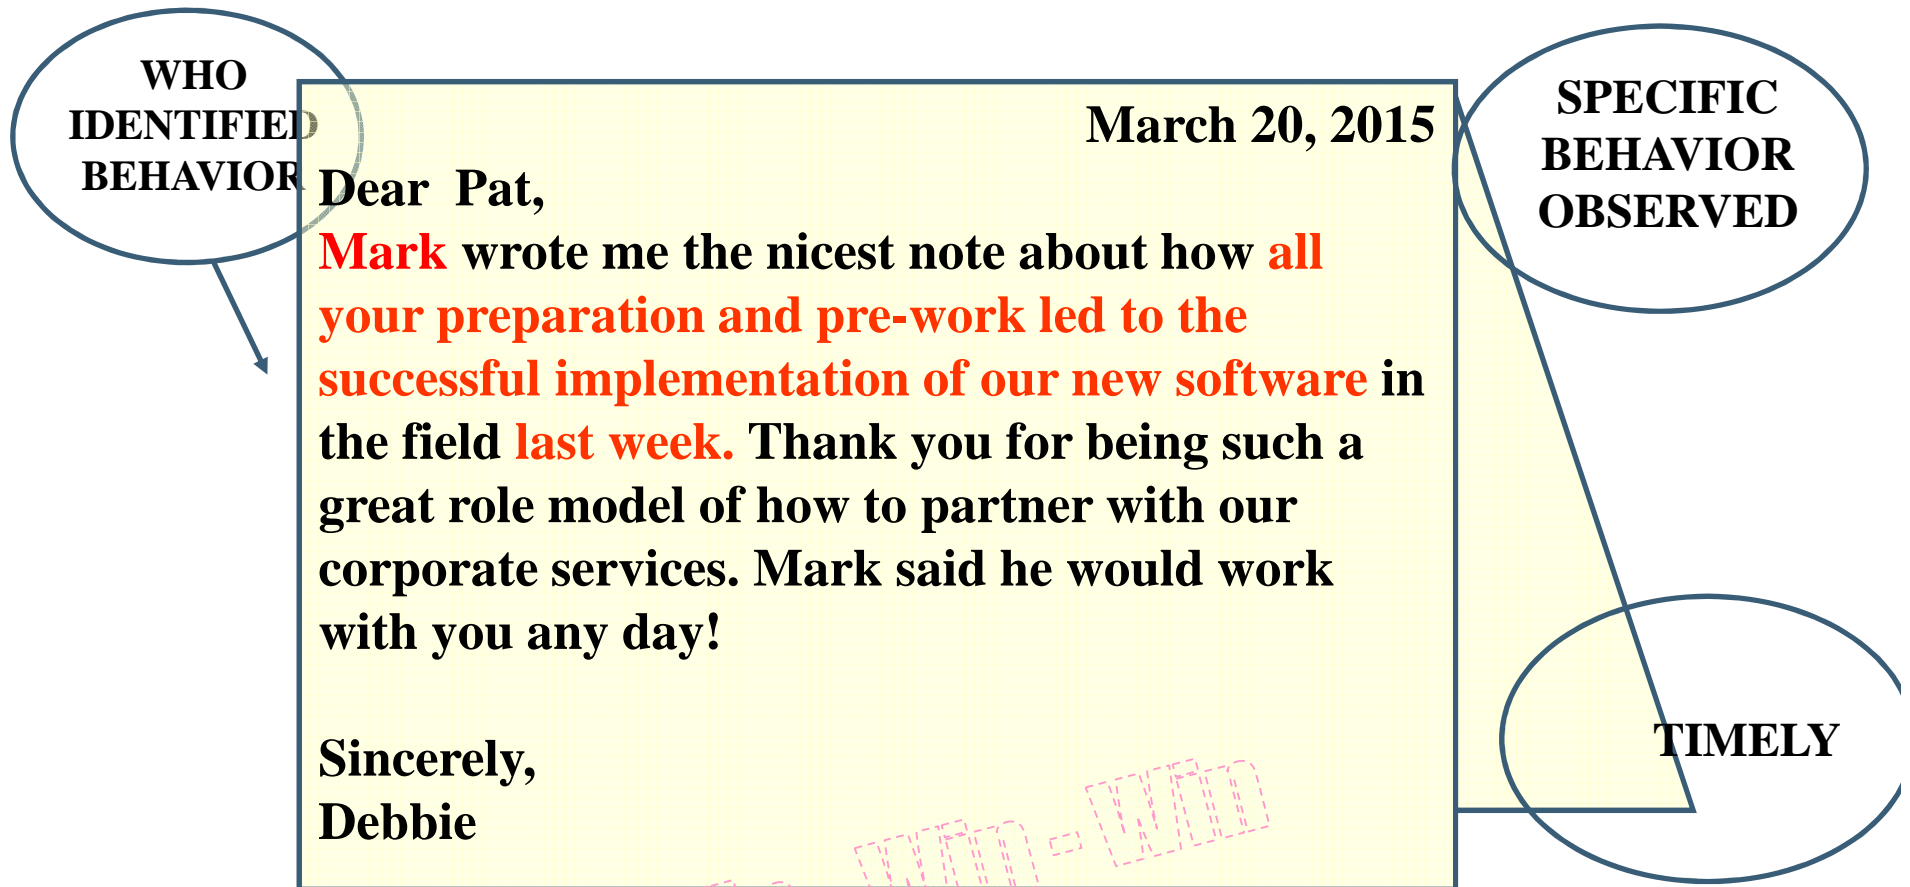 WHO
IDENTIFIED
BEHAVIOR
March 20, 2015
Dear Pat,
Mark wrote me the nicest note about how all
your preparation and pre-work led to the
successful implementation of our new software in
the field last week. Thank you for being such a
great role model of how to partner with our
corporate services. Mark said he would work
with you any day!
Sincerely,
Debbie
SPECIFIC
BEHAVIOR
OBSERVED
TIMELY
Win - Win